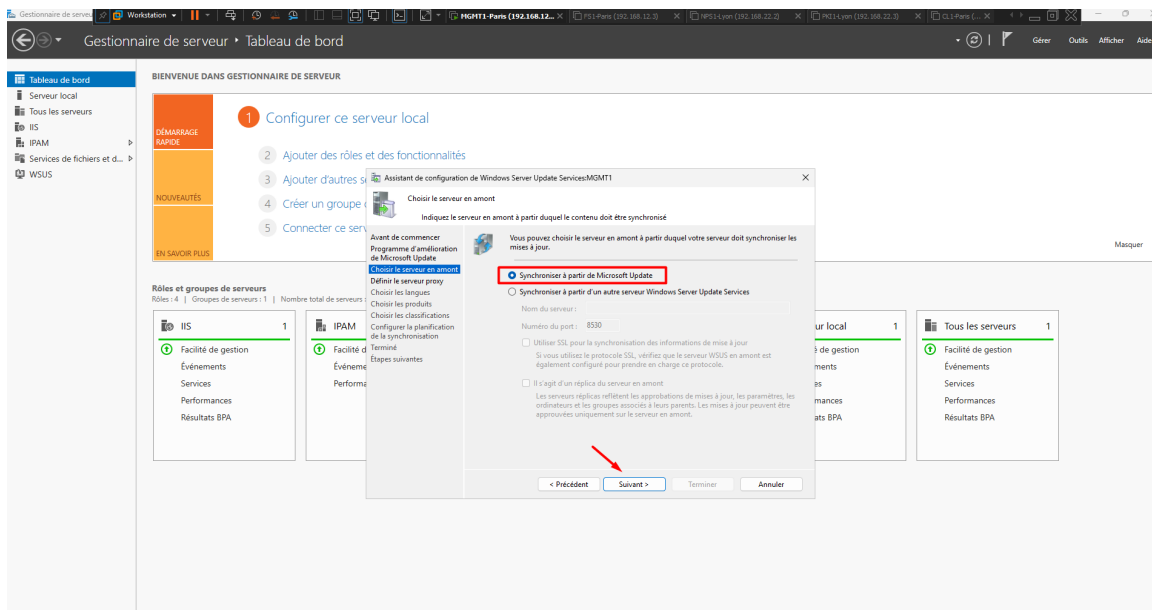 Gestionnaire de serveur
Workstation
MGMT1-Paris (192.168.12...
FS1-Paris (192.168.12.3)
NPS1-Lyon (192.168.22.2)
PKI1-Lyon (192.168.22.3)
CL1-Paris (...
Gestionnaire de serveur • Tableau de bord
Gérer Outils Afficher Aide
Tableau de bord
Serveur local
Tous les serveurs
IIS
IPAM
Services de fichiers et d...
WSUS
BIENVENUE DANS GESTIONNAIRE DE SERVEUR
DÉMARRAGE
RAPIDE
NOUVEAUTÉS
EN SAVOIR PLUS
1 Configurer ce serveur local
2 Ajouter des rôles et des fonctionnalités
3 Ajouter d'autres s
4 Créer un groupe
5 Connecter ce serv
Masquer
Rôles et groupes de serveurs
Rôles : 4 | Groupes de serveurs : 1 | Nombre total de serveurs
IIS 1
Facilité de gestion
Événements
Services
Performances
Résultats BPA
IPAM
Facilité d
Événeme
Performa
Assistant de configuration de Windows Server Update Services:MGMT1
Choisir le serveur en amont
Indiquez le serveur en amont à partir duquel le contenu doit être synchronisé
Avant de commencer
Programme d'amélioration
de Microsoft Update
Choisir le serveur en amont
Définir le serveur proxy
Choisir les langues
Choisir les produits
Choisir les classifications
Configurer la planification
de la synchronisation
Terminé
Étapes suivantes
Vous pouvez choisir le serveur en amont à partir duquel votre serveur doit synchroniser les
mises à jour.
Synchroniser à partir de Microsoft Update
Synchroniser à partir d'un autre serveur Windows Server Update Services
Nom du serveur :
Numéro du port : 8530
Utiliser SSL pour la synchronisation des informations de mise à jour
Si vous utilisez le protocole SSL, vérifiez que le serveur WSUS en amont est
également configuré pour prendre en charge ce protocole.
Il s'agit d'un réplica du serveur en amont
Les serveurs réplicas reflètent les approbations de mises à jour, les paramètres, les
ordinateurs et les groupes associés à leurs parents. Les mises à jour peuvent être
approuvées uniquement sur le serveur en amont.
< Précédent
Suivant >
Terminer
Annuler
ur local 1
é de gestion
ments
es
mances
ats BPA
Tous les serveurs 1
Facilité de gestion
Événements
Services
Performances
Résultats BPA